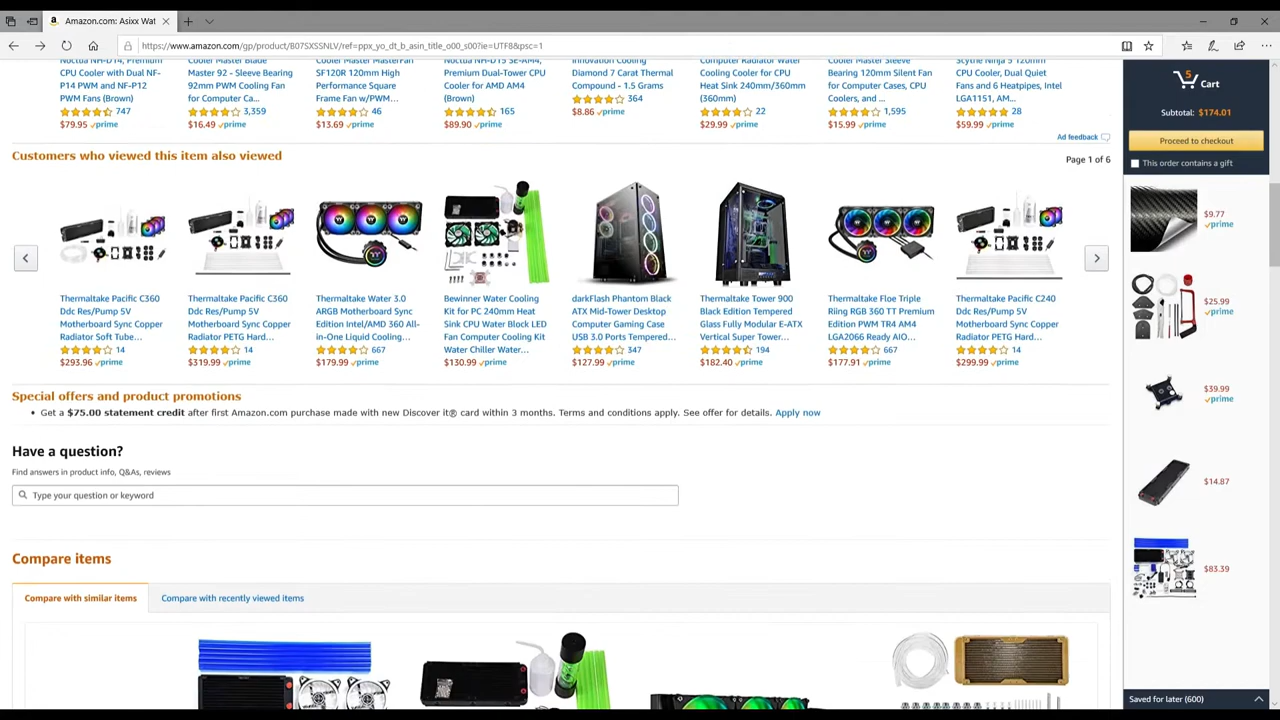 Amazon.com: Asixx Wat
https://www.amazon.com/gp/product/B07SXSSNLV/ref=ppx_yo_dt_b_asin_title_o00_s00?ie=UTF8&psc=1
Noctua NH-D14, Premium
CPU Cooler with Dual NF-
P14 PWM and NF-P12
PWM Fans (Brown)
747
$79.95 prime
Cooler Master Blade
Master 92 - Sleeve Bearing
92mm PWM Cooling Fan
for Computer Ca...
3,359
$16.49 prime
Cooler Master MasterFan
SF120R 120mm High
Performance Square
Frame Fan w/PWM...
46
$13.69 prime
Noctua NH-D15 SE-AM4,
Premium Dual-Tower CPU
Cooler for AMD AM4
(Brown)
165
$89.90 prime
Innovation Cooling
Diamond 7 Carat Thermal
Compound - 1.5 Grams
364
$8.86 prime
Computer Radiator Water
Cooling Cooler for CPU
Heat Sink 240mm/360mm
(360mm)
22
$29.99 prime
Cooler Master Sleeve
Bearing 120mm Silent Fan
for Computer Cases, CPU
Coolers, and ...
1,595
$15.99 prime
Scythe Ninja 5 120mm
CPU Cooler, Dual Quiet
Fans and 6 Heatpipes, Intel
LGA1151, AM...
28
$59.99 prime
Ad feedback
Customers who viewed this item also viewed
Page 1 of 6
Thermaltake Pacific C360
Ddc Res/Pump 5V
Motherboard Sync Copper
Radiator Soft Tube...
14
$293.96 prime
Thermaltake Pacific C360
Ddc Res/Pump 5V
Motherboard Sync Copper
Radiator PETG Hard...
14
$319.99 prime
Thermaltake Water 3.0
ARGB Motherboard Sync
Edition Intel/AMD 360 All-
in-One Liquid Cooling...
667
$179.99 prime
Bewinner Water Cooling
Kit for PC 240mm Heat
Sink CPU Water Block LED
Fan Computer Cooling Kit
Water Chiller Water...
$130.99 prime
darkFlash Phantom Black
ATX Mid-Tower Desktop
Computer Gaming Case
USB 3.0 Ports Tempered...
347
$127.99 prime
Thermaltake Tower 900
Black Edition Tempered
Glass Fully Modular E-ATX
Vertical Super Tower...
194
$182.40 prime
Thermaltake Floe Triple
Riing RGB 360 TT Premium
Edition PWM TR4 AM4
LGA2066 Ready AIO...
667
$177.91 prime
Thermaltake Pacific C240
Ddc Res/Pump 5V
Motherboard Sync Copper
Radiator PETG Hard...
14
$299.99 prime
Special offers and product promotions
• Get a $75.00 statement credit after first Amazon.com purchase made with new Discover it® card within 3 months. Terms and conditions apply. See offer for details. Apply now
Have a question?
Find answers in product info, Q&As, reviews
Type your question or keyword
Compare items
Compare with similar items
Compare with recently viewed items
5
Cart
Subtotal: $174.01
Proceed to checkout
This order contains a gift
$9.77
prime
$25.99
prime
$39.99
prime
$14.87
$83.39
Saved for later (600)